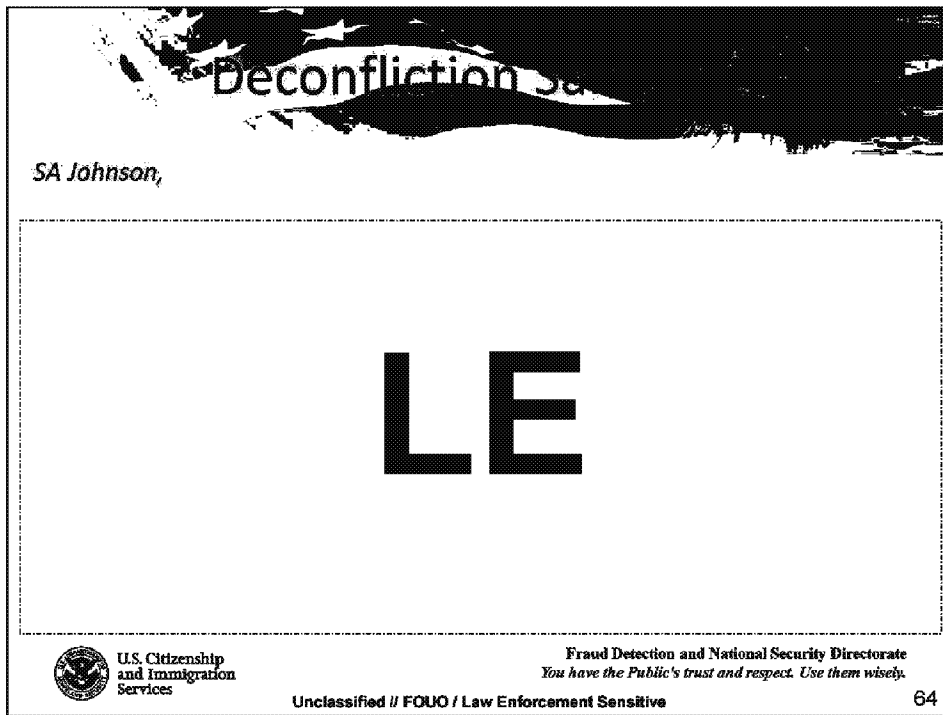 Deconfliction
SA Johnson,
LE
U.S. Citizenship
and Immigration
Services
Fraud Detection and National Security Directorate
You have the Public's trust and respect. Use them wisely.
Unclassified // FOUO / Law Enforcement Sensitive
64